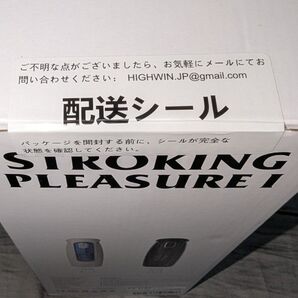 ご不明な点がございましたら、お気軽にメールにてお
問い合わせください： HIGHWIN.JP@gmail.com
配送シール
パッケージを開封する前に、シールが完全な
状態を確認してください。
STROKING
PLEASURE I